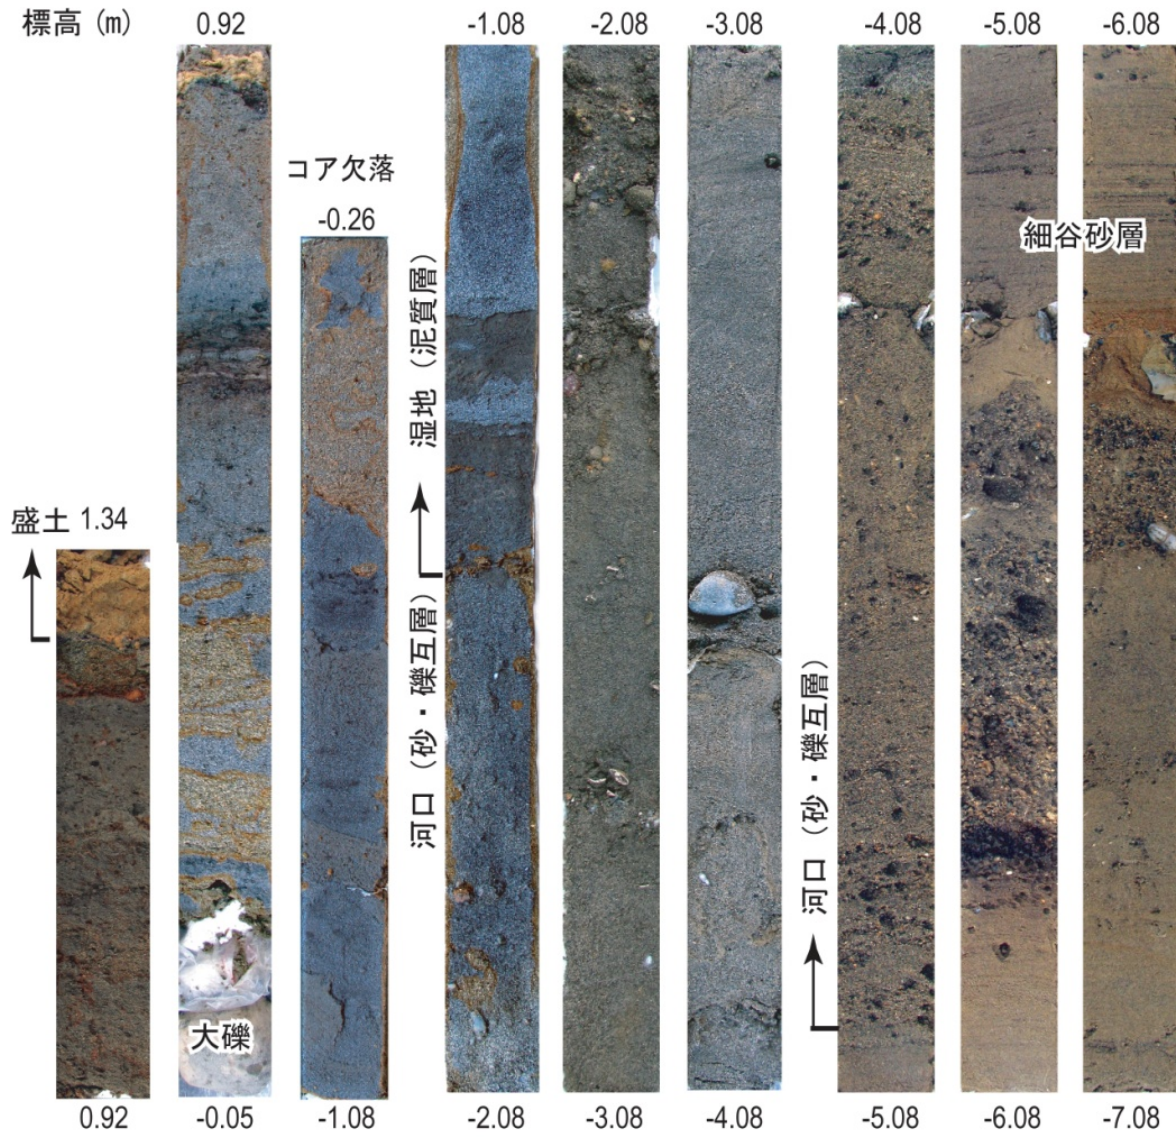 標高 (m)
0.92
-1.08
-2.08
-3.08
-4.08
-5.08
-6.08
コア欠落
-0.26
細谷砂層
湿地（泥質層）
盛土 1.34
河口（砂・礫互層）
河口（砂・礫互層）
大礫
0.92
-0.05
-1.08
-2.08
-3.08
-4.08
-5.08
-6.08
-7.08